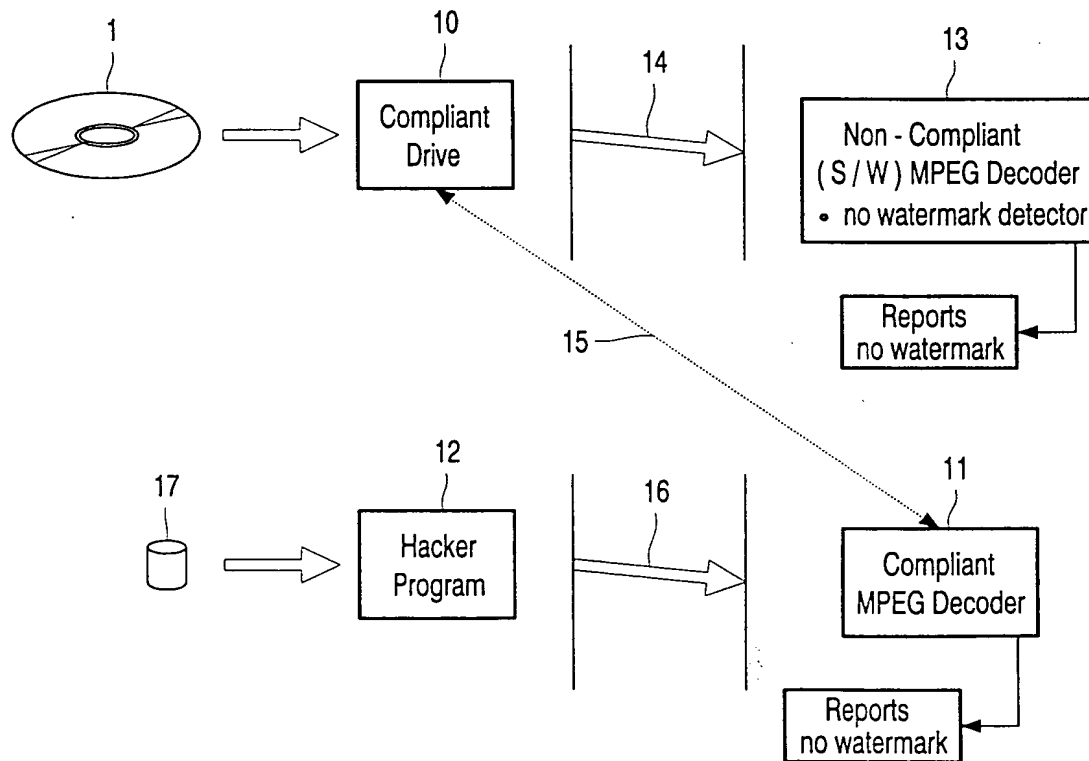 1
10
14
13
Compliant
Drive
Non - Compliant
( S / W ) MPEG Decoder
• no watermark detector
Reports
no watermark
15
17
12
16
11
Hacker
Program
Compliant
MPEG Decoder
Reports
no watermark